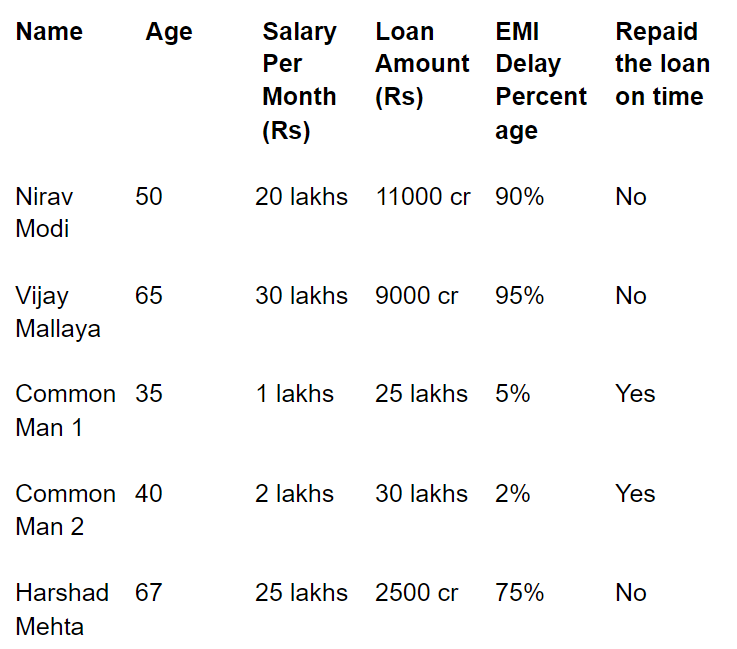 Name Age Salary Per Month (Rs) Loan Amount (Rs) EMI Delay Percent age Repaid the loan on time
Nirav Modi 50 20 lakhs 11000 cr 90% No
Vijay Mallaya 65 30 lakhs 9000 cr 95% No
Common Man 1 35 1 lakhs 25 lakhs 5% Yes
Common Man 2 40 2 lakhs 30 lakhs 2% Yes
Harshad Mehta 67 25 lakhs 2500 cr 75% No